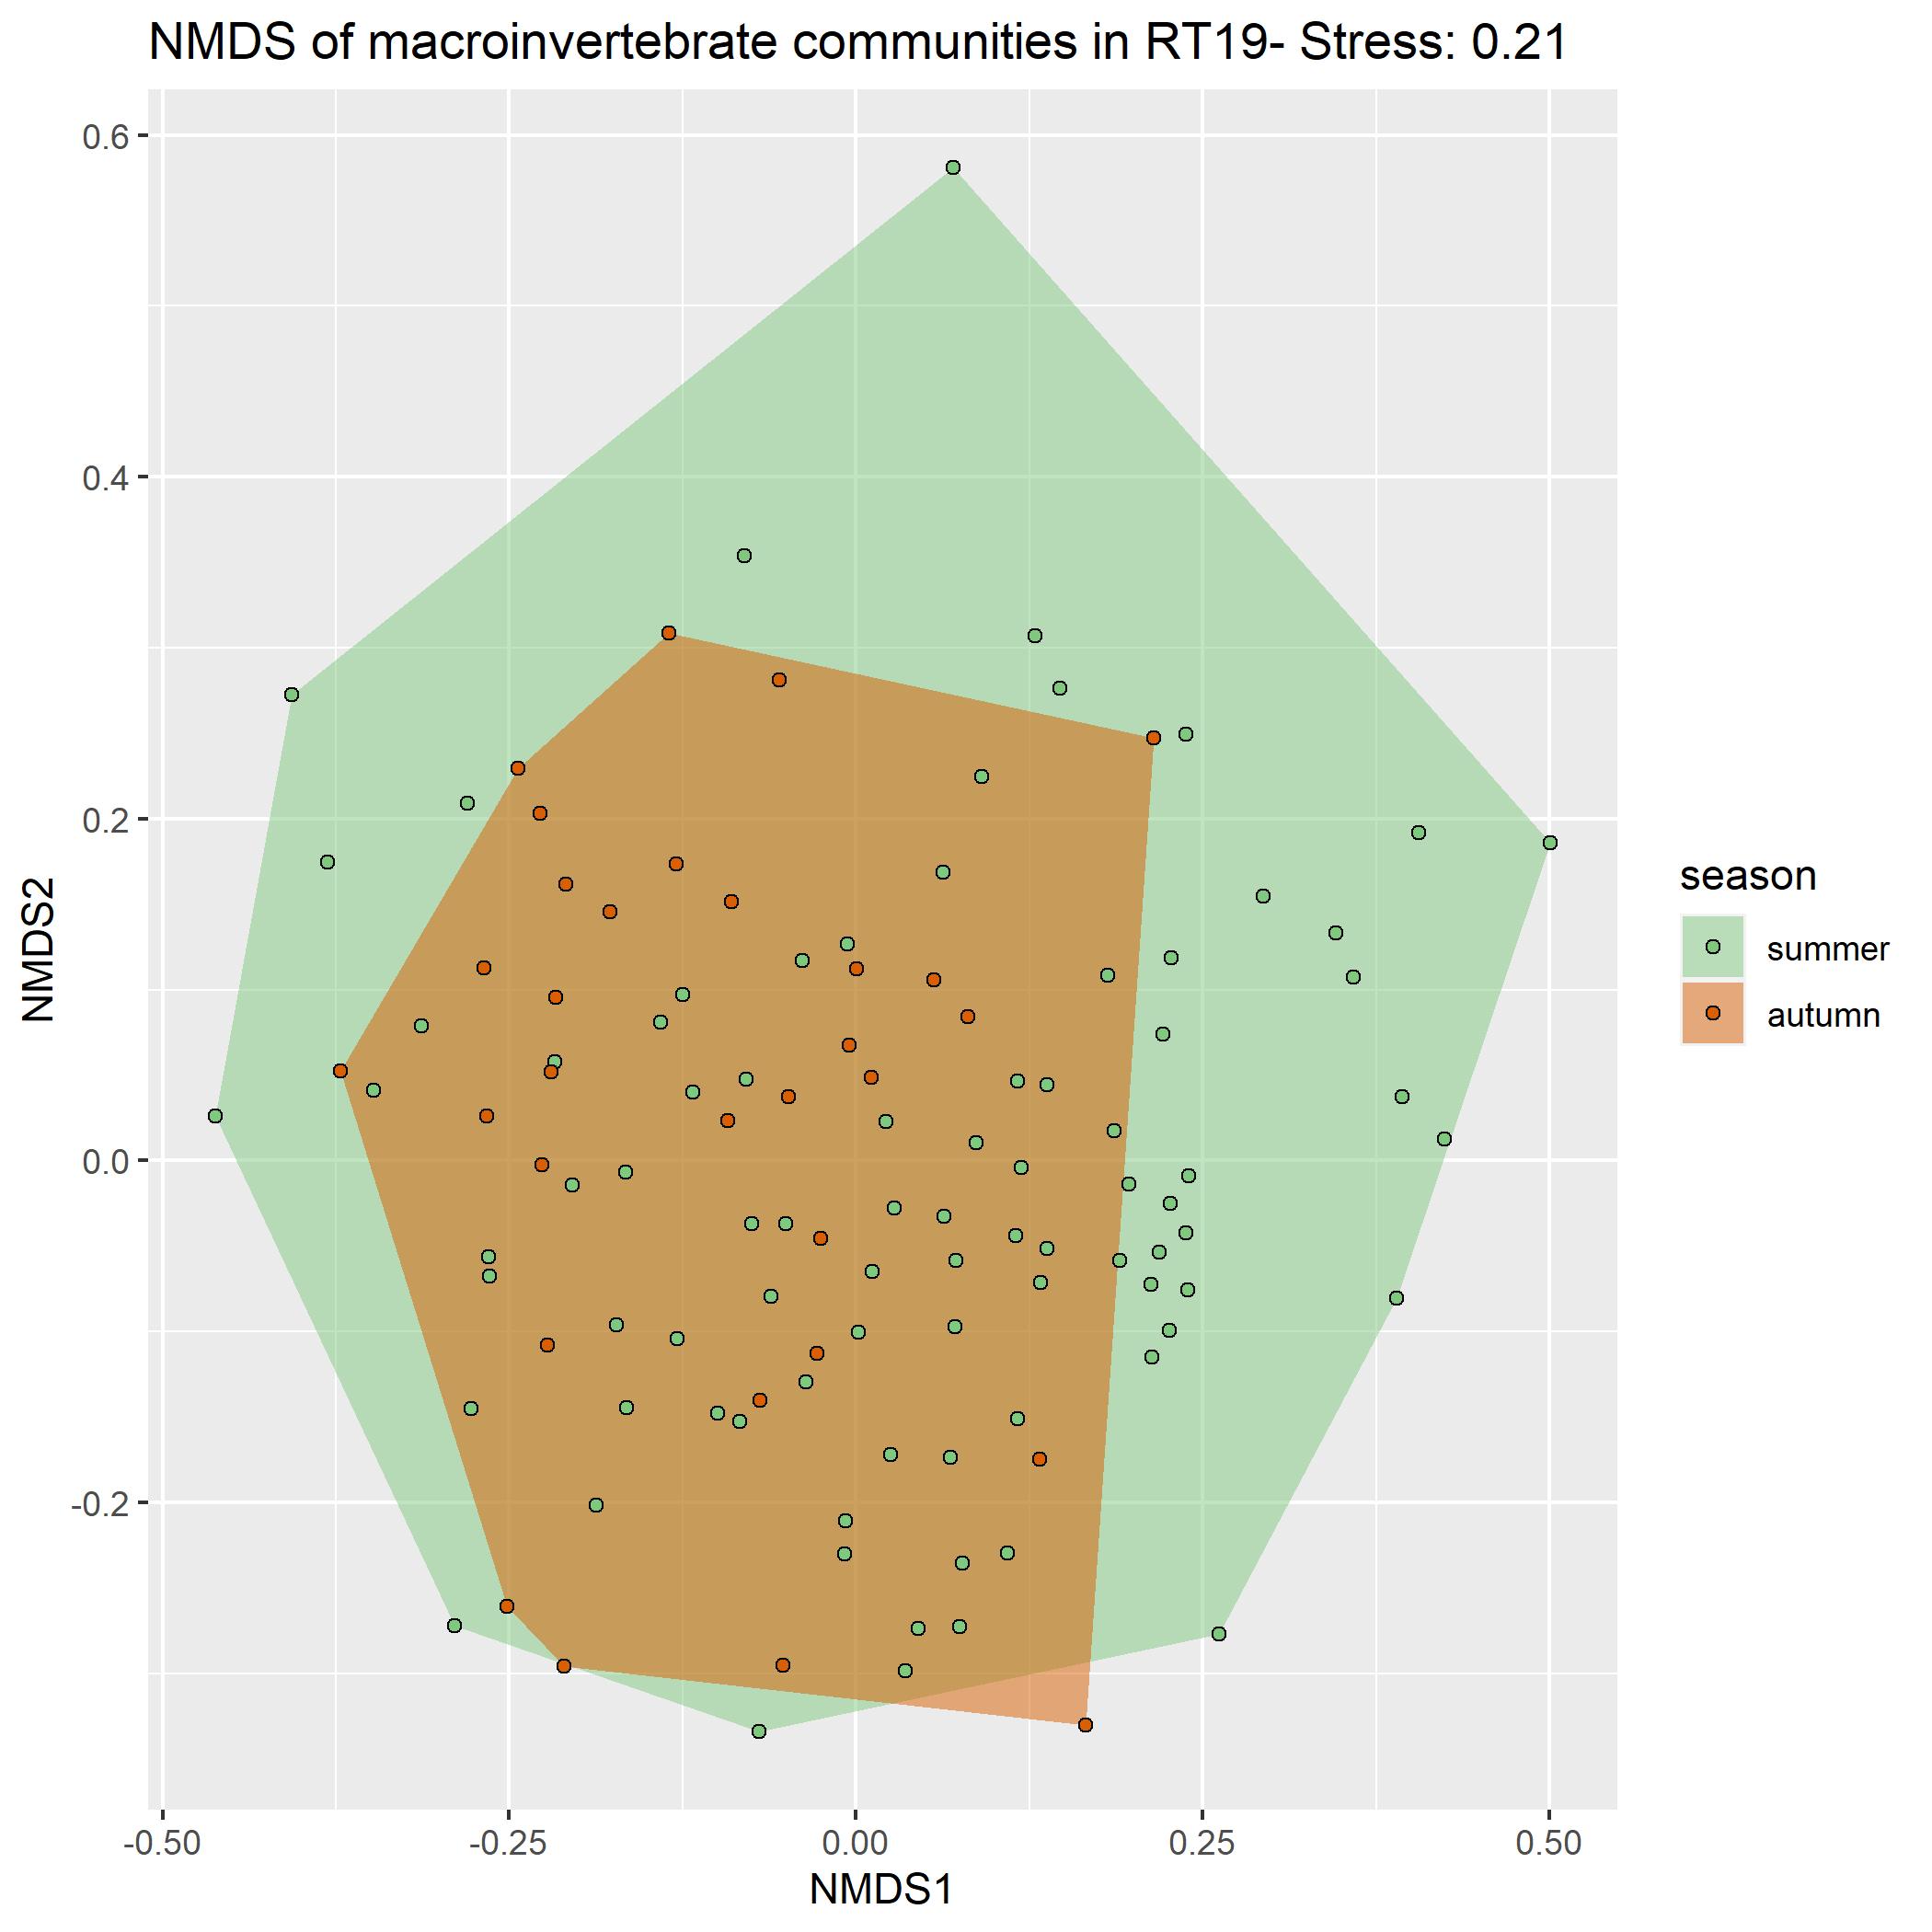 NMDS of macroinvertebrate communities in RT19- Stress: 0.21
0.6
0.4
0.2
0.0
-0.2
NMDS2
-0.50 -0.25 0.00 0.25 0.50
NMDS1
season
summer
autumn